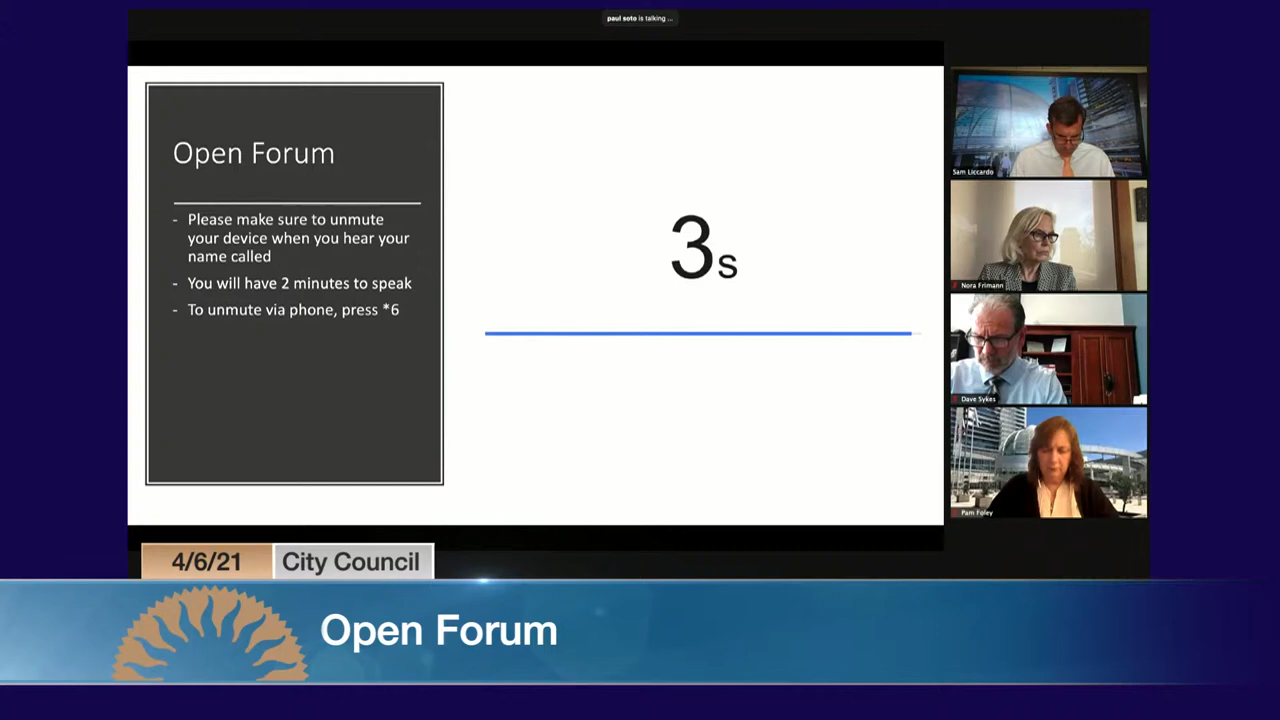 paul soto is talking ...
Open Forum
- Please make sure to unmute
your device when you hear your
name called
- You will have 2 minutes to speak
- To unmute via phone, press *6
3s
Sam Liccardo
Nora Frimann
Dave Sykes
Pam Foley
4/6/21 City Council
Open Forum